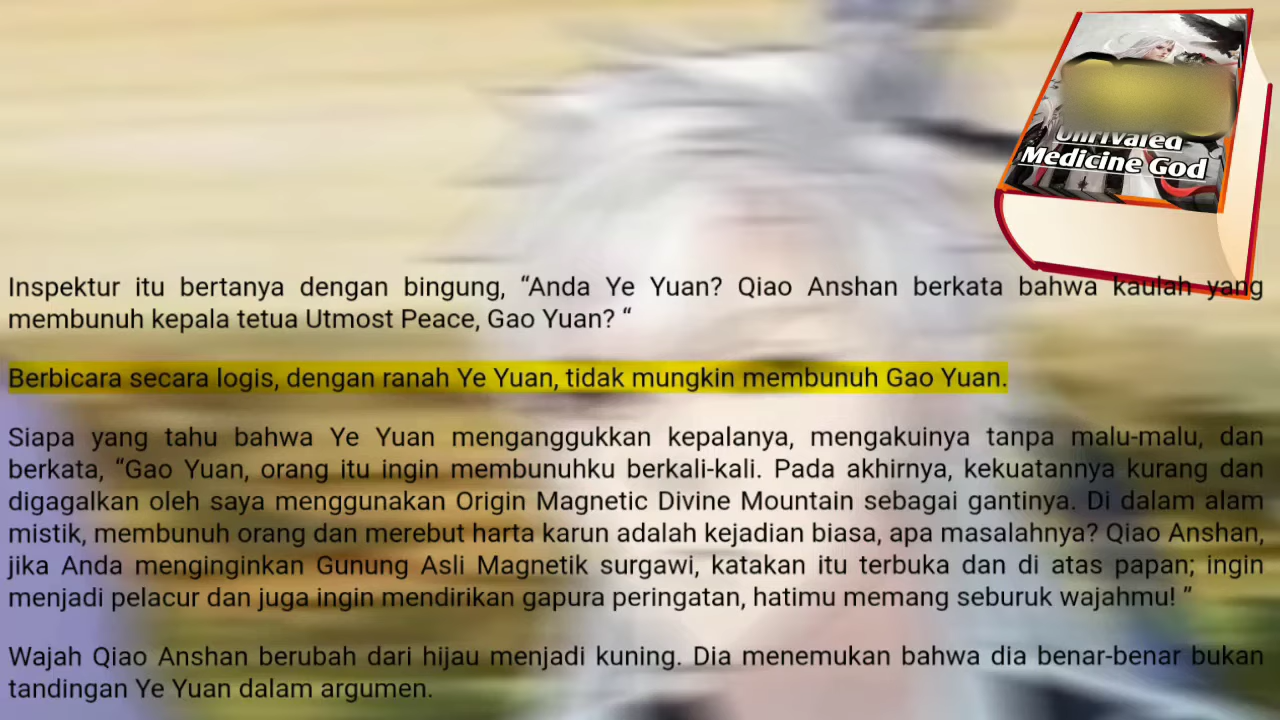 Unrivaled
Medicine God
Inspektur itu bertanya dengan bingung, “Anda Ye Yuan? Qiao Anshan berkata bahwa kaulah yang
membunuh kepala tetua Utmost Peace, Gao Yuan? “
Berbicara secara logis, dengan ranah Ye Yuan, tidak mungkin membunuh Gao Yuan.
Siapa yang tahu bahwa Ye Yuan menganggukkan kepalanya, mengakuinya tanpa malu-malu, dan
berkata, “Gao Yuan, orang itu ingin membunuhku berkali-kali. Pada akhirnya, kekuatannya kurang dan
digagalkan oleh saya menggunakan Origin Magnetic Divine Mountain sebagai gantinya. Di dalam alam
mistik, membunuh orang dan merebut harta karun adalah kejadian biasa, apa masalahnya? Qiao Anshan,
jika Anda menginginkan Gunung Asli Magnetik surgawi, katakan itu terbuka dan di atas papan; ingin
menjadi pelacur dan juga ingin mendirikan gapura peringatan, hatimu memang seburuk wajahmu! ”
Wajah Qiao Anshan berubah dari hijau menjadi kuning. Dia menemukan bahwa dia benar-benar bukan
tandingan Ye Yuan dalam argumen.